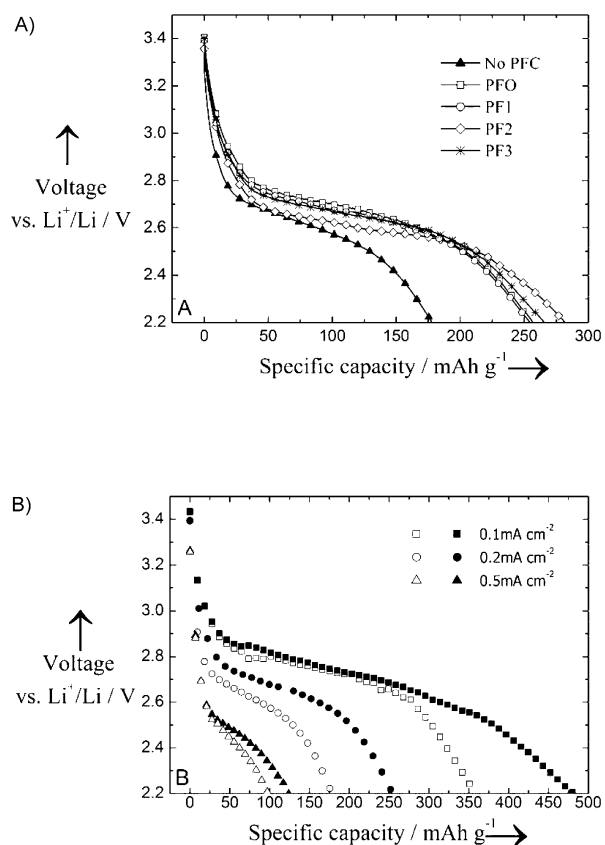 A)
3.4
3.2
3.0
2.8
2.6
2.4
2.2
Voltage
vs. Li⁺/Li / V
No PFC
PFO
PF1
PF2
PF3
A
0 50 100 150 200 250 300
Specific capacity / mAh g⁻¹
B)
3.4
3.2
3.0
2.8
2.6
2.4
2.2
Voltage
vs. Li⁺/Li / V
0.1mA cm⁻²
0.2mA cm⁻²
0.5mA cm⁻²
B
0 50 100 150 200 250 300 350 400 450 500
Specific capacity / mAh g⁻¹